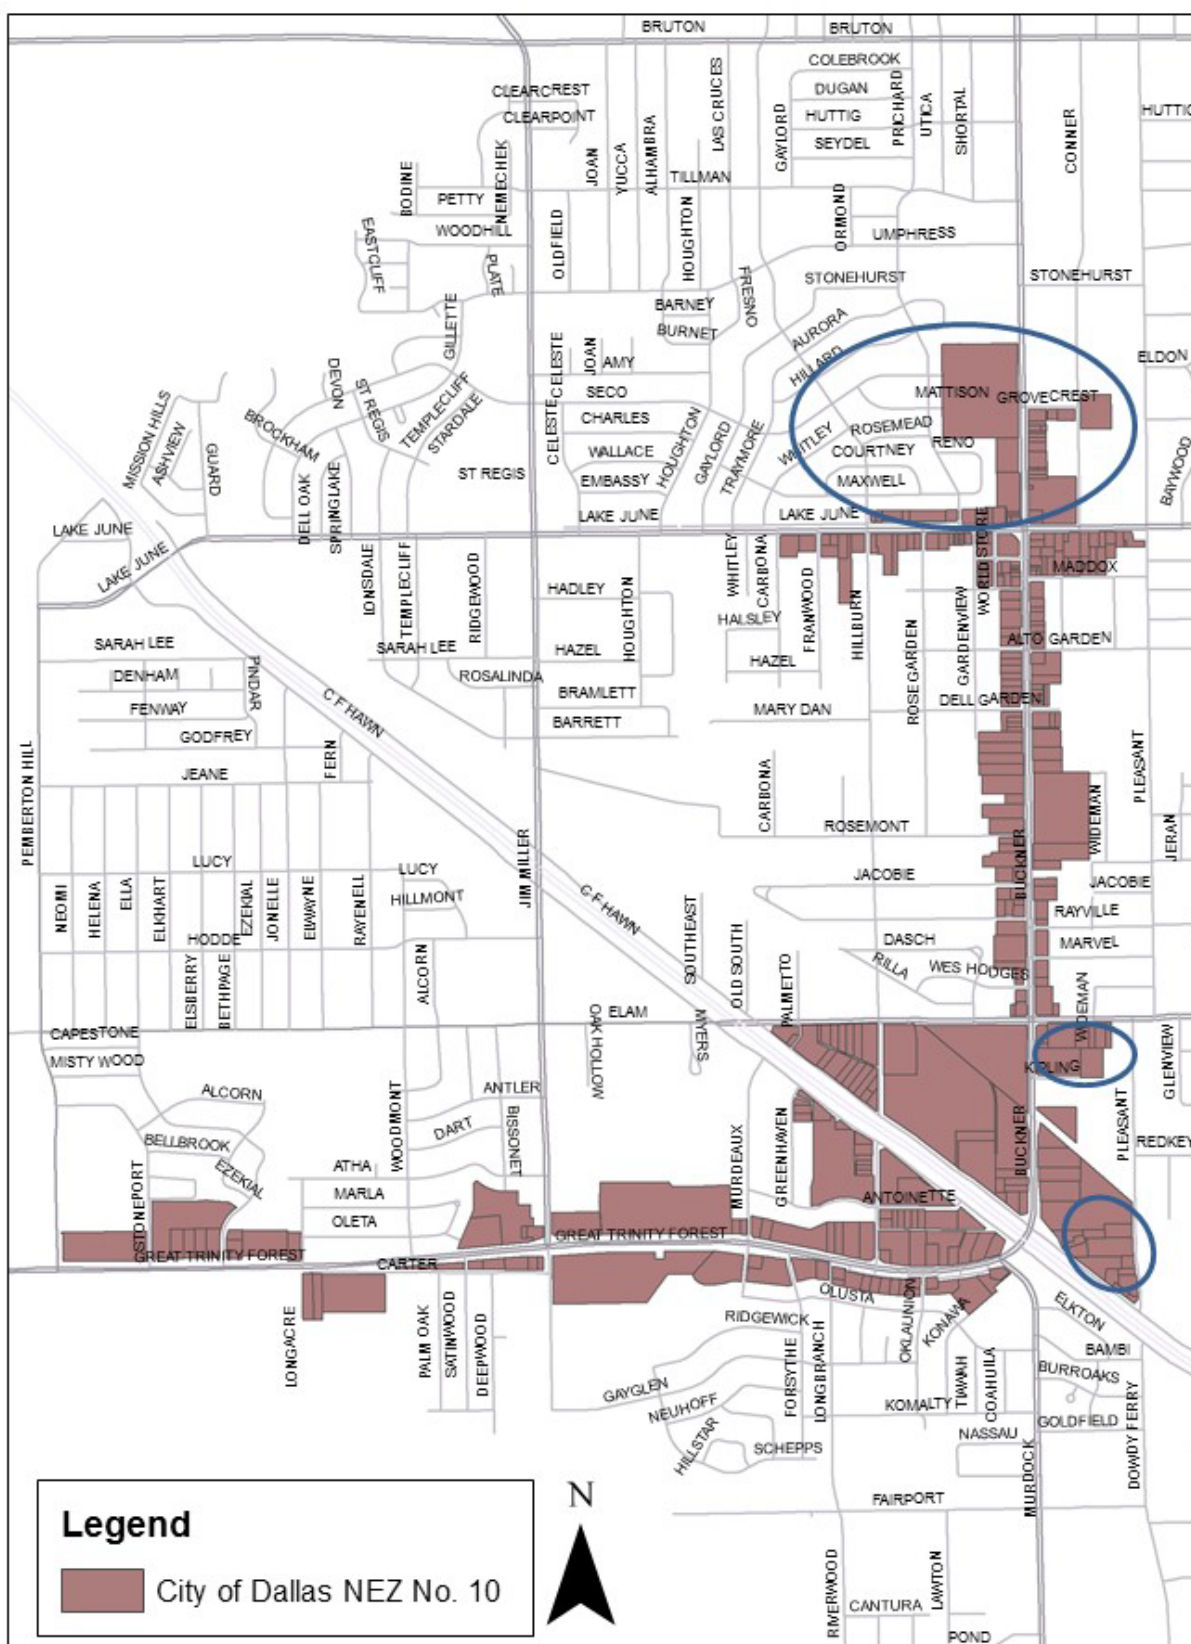 BRUTON
BRUTON
COLEBROOK
CLEARCREST
DUGAN
CLEARPOINT
HUTTIG
HUTTIG
SEYDEL
LAS CRUCES
GAYLORD
PRICHARD
UTICA
SHORTAL
CONNER
JOAN
YUCCA
ALHAMBRA
TILLMAN
BODINE
PETTY
NEMECHEK
WOODHILL
OLDFIELD
HOUGHTON
ORMOND
UMPHRESS
EASTCLIFF
PLATE
STONEHURST
STONEHURST
FRESNO
BARNEY
BURNET
AURORA
GILLETTE
HILLARD
CELESTE
JOAN
AMY
ELDON
DEVON
ST REGIS
TEMPLECLIFF
STARDALE
SECO
MATTISON
GROVECREST
MISSION HILLS
ASHVIEW
GUARD
BROCKHAM
CELESTE
CHARLES
WALLACE
EMBASSY
HOUGHTON
GAYLORD
TRAYMORE
WHITLEY
ROSEMEAD
COURTNEY
RENO
MAXWELL
BAYWOOD
DELL OAK
SPRINGLAKE
ST REGIS
LAKE JUNE
LAKE JUNE
LAKE JUNE
LAKE JUNE
WORLD STORE
LONSDALE
TEMPLECLIFF
RIDGEWOOD
HADLEY
HOUGHTON
WHITLEY
CARBONA
HALSLEY
FRANWOOD
HILLBURN
ROSEGARDEN
GARDENVIEW
MADDOX
ALTO GARDEN
SARAH LEE
SARAH LEE
HAZEL
HAZEL
DENHAM
PINDAR
ROSALINDA
BRAMLETT
BARRETT
MARY DAN
DELL GARDEN
FENWAY
C F HAWN
GODFREY
FERN
JEANE
PEMBERTON HILL
CARBONA
PLEASANT
WIDEMAN
JERAN
ROSEMONT
JIM MILLER
BUCKNER
LUCY
LUCY
HILLMONT
C F HAWN
JACOBIE
JACOBIE
NEOMI
HELENA
ELLA
ELKHART
EZEKIAL
JONELLE
ELWAYNE
RAYENELL
HODDE
RAYVILLE
MARVEL
SOUTHEAST
OLD SOUTH
DASCH
RILLA
WES HODGES
ALCORN
ELSBERRY
BETHPAGE
PALMETTO
WIDEMAN
CAPESTONE
ELAM
OAK HOLLOW
MYERS
MISTY WOOD
KIPLING
GLENVIEW
ALCORN
ANTLER
WOODMONT
DART
BISSONET
MURDEAUX
GREENHAVEN
BUCKNER
PLEASANT
REDKEY
BELLBROOK
EZEKIAL
ATHA
MARLA
OLETA
STONEPORT
ANTOINETTE
GREAT TRINITY FOREST
GREAT TRINITY FOREST
CARTER
OLUSTA
ELKTON
LONGACRE
PALM OAK
SATINWOOD
DEEPWOOD
RIDGEWICK
FORSYTHE
LONGBRANCH
OKLAUNION
KONAWA
BAMBI
BURROAKS
GAYGLEN
NEUHOFF
KOMALTY
TIAWAH
COAHUILA
GOLDFIELD
DOWDY FERRY
HILLSTAR
SCHEPPS
NASSAU
MURDOCK
FAIRPORT
Legend
City of Dallas NEZ No. 10
N
RIVERWOOD
LAWTON
CANTURA
POND